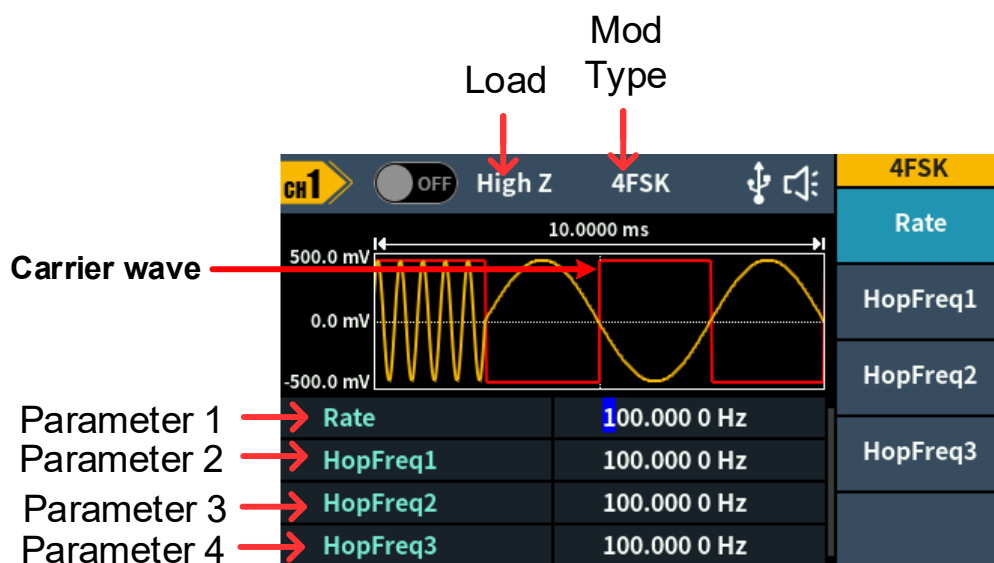 Mod
Type
Load
CH1
OFF
High Z
4FSK
4FSK
10.0000 ms
Rate
500.0 mV
Carrier wave
HopFreq1
0.0 mV
HopFreq2
-500.0 mV
Parameter 1
Rate
100.000 0 Hz
Parameter 2
HopFreq1
100.000 0 Hz
HopFreq3
Parameter 3
HopFreq2
100.000 0 Hz
Parameter 4
HopFreq3
100.000 0 Hz